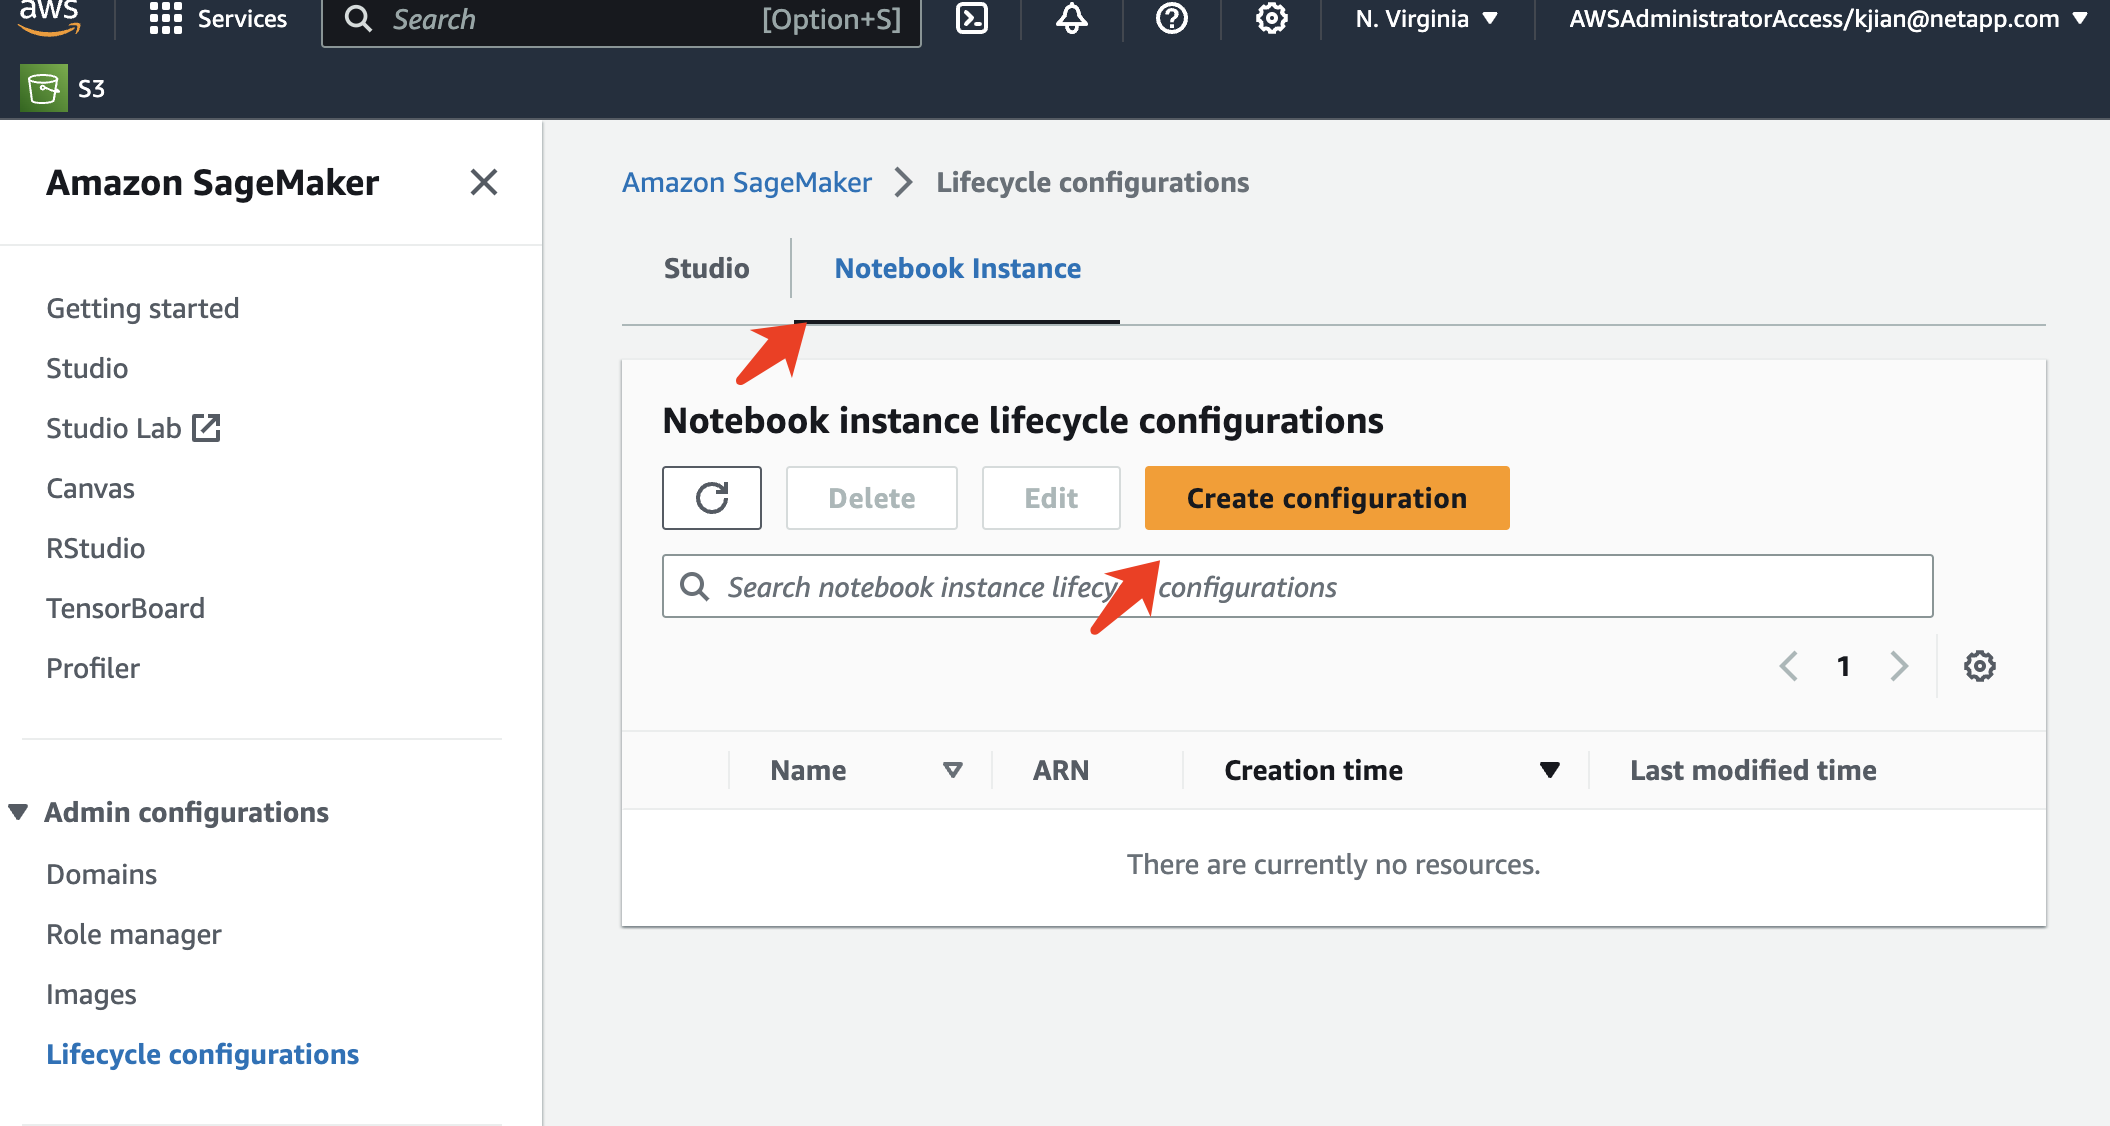 aws
Services
Search
[Option+S]
N. Virginia
AWSAdministratorAccess/kjian@netapp.com
S3
Amazon SageMaker
Getting started
Studio
Studio Lab
Canvas
RStudio
TensorBoard
Profiler
Admin configurations
Domains
Role manager
Images
Lifecycle configurations
Amazon SageMaker > Lifecycle configurations
Studio
Notebook Instance
Notebook instance lifecycle configurations
Delete
Edit
Create configuration
Search notebook instance lifecy configurations
1
Name
ARN
Creation time
Last modified time
There are currently no resources.